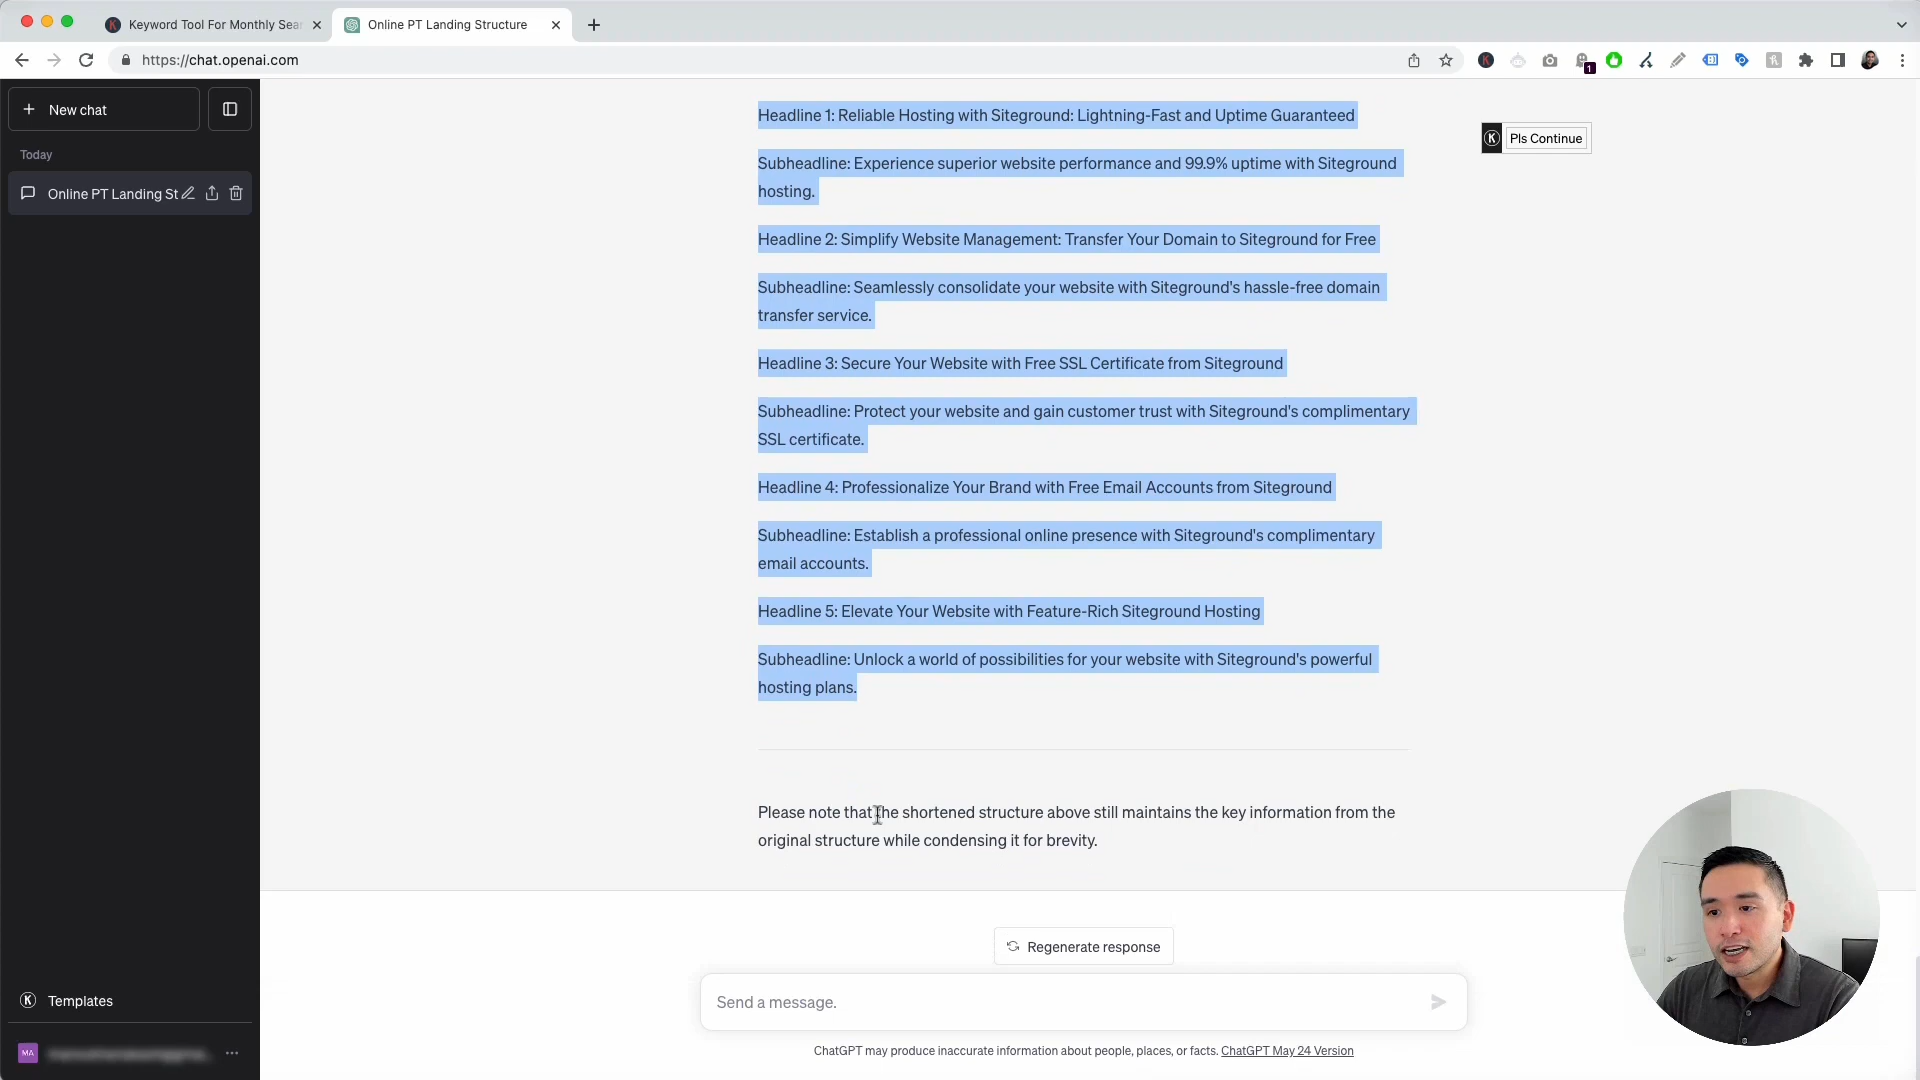 Keyword Tool For Monthly Sea
Online PT Landing Structure
https://chat.openai.com
1
New chat
Today
Online PT Landing St
Headline 1: Reliable Hosting with Siteground: Lightning-Fast and Uptime Guaranteed
K Pls Continue
Subheadline: Experience superior website performance and 99.9% uptime with Siteground
hosting.
Headline 2: Simplify Website Management: Transfer Your Domain to Siteground for Free
Subheadline: Seamlessly consolidate your website with Siteground's hassle-free domain
transfer service.
Headline 3: Secure Your Website with Free SSL Certificate from Siteground
Subheadline: Protect your website and gain customer trust with Siteground's complimentary
SSL certificate.
Headline 4: Professionalize Your Brand with Free Email Accounts from Siteground
Subheadline: Establish a professional online presence with Siteground's complimentary
email accounts.
Headline 5: Elevate Your Website with Feature-Rich Siteground Hosting
Subheadline: Unlock a world of possibilities for your website with Siteground's powerful
hosting plans.
Please note that the shortened structure above still maintains the key information from the
original structure while condensing it for brevity.
Regenerate response
Send a message.
ChatGPT may produce inaccurate information about people, places, or facts. ChatGPT May 24 Version
K Templates
MA